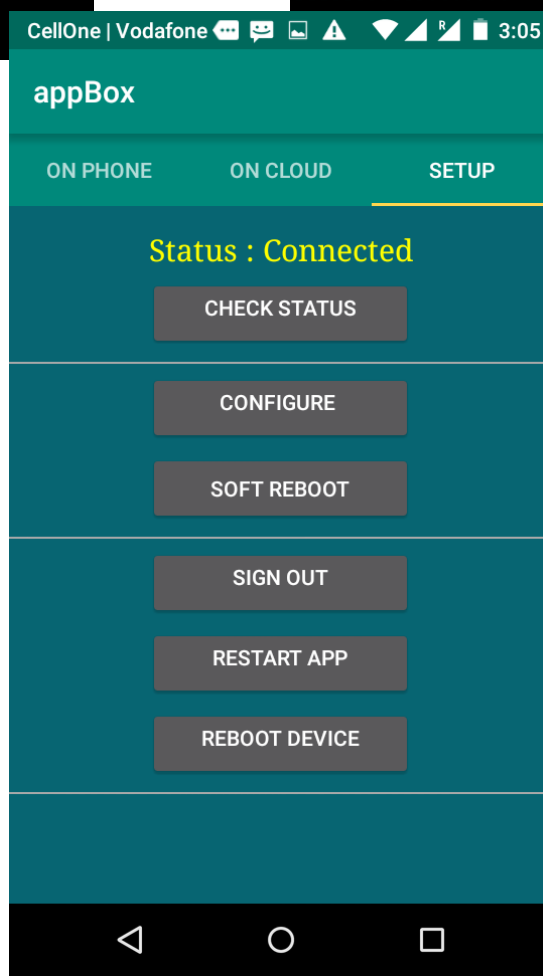 CellOne | Vodafone R 3:05
appBox
ON PHONE ON CLOUD SETUP
Status : Connected
CHECK STATUS
CONFIGURE
SOFT REBOOT
SIGN OUT
RESTART APP
REBOOT DEVICE